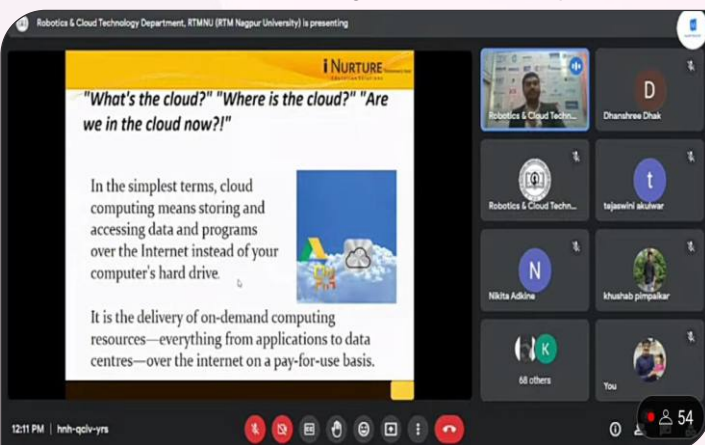 Robotics & Cloud Technology Department, RTMNU (RTM Nagpur University) is presenting
iNURTURE
"What's the cloud?" "Where is the cloud?" "Are
we in the cloud now?!"
In the simplest terms, cloud
computing means storing and
accessing data and programs
over the Internet instead of your
computer's hard drive.
It is the delivery of on-demand computing
resources—everything from applications to data
centres—over the internet on a pay-for-use basis.
Robotics & Cloud Techn...
D
Dhanshree Dhak
Robotics & Cloud Techn...
t
tejaswini akulwar
N
Nikita Adkine
khushab pimpalkar
K
68 others
You
12:11 PM | hnh-qciv-yrs
54